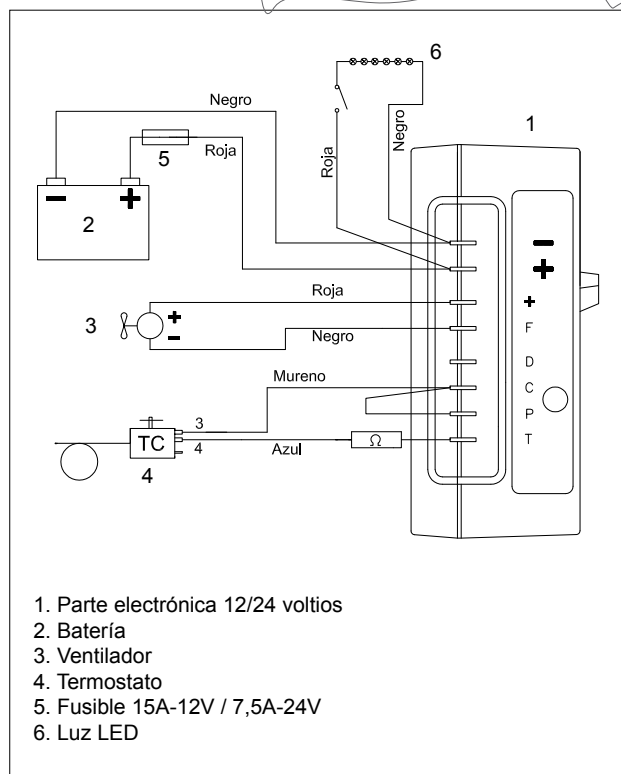 6
Negro
1
5
Roja
Roja
Negro
2
Roja
+
3
F
Negro
D
Mureno
C
3
P
TC
4
Azul
Ω
T
4
1. Parte electrónica 12/24 voltios
2. Batería
3. Ventilador
4. Termostato
5. Fusible 15A-12V / 7,5A-24V
6. Luz LED